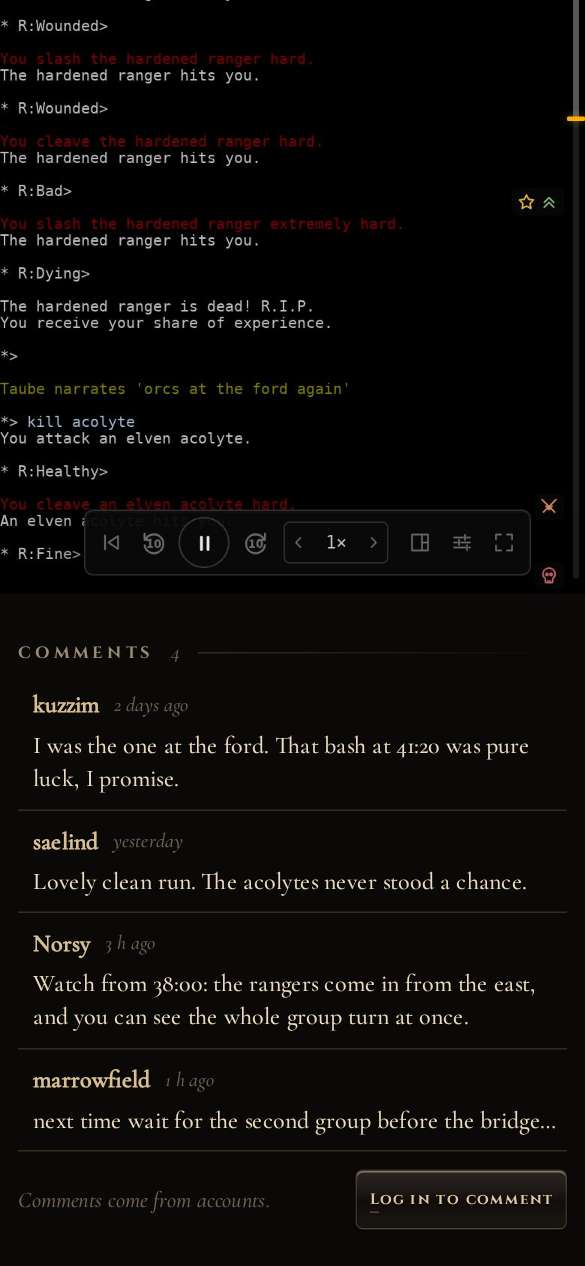 * R:Wounded>
You slash the hardened ranger hard.
The hardened ranger hits you.
* R:Wounded>
You cleave the hardened ranger hard.
The hardened ranger hits you.
* R:Bad>
You slash the hardened ranger extremely hard.
The hardened ranger hits you.
* R:Dying>
The hardened ranger is dead! R.I.P.
You receive your share of experience.
*>
Taube narrates 'orcs at the ford again'
*> kill acolyte
You attack an elven acolyte.
* R:Healthy>
You cleave an elven acolyte hard.
An elven acolyte hits
* R:Fine>
10
10
1×
COMMENTS 4
kuzzim 2 days ago
I was the one at the ford. That bash at 41:20 was pure
luck, I promise.
saelind yesterday
Lovely clean run. The acolytes never stood a chance.
Norsy 3 h ago
Watch from 38:00: the rangers come in from the east,
and you can see the whole group turn at once.
marrowfield 1 h ago
next time wait for the second group before the bridge...
Comments come from accounts.
LOG IN TO COMMENT